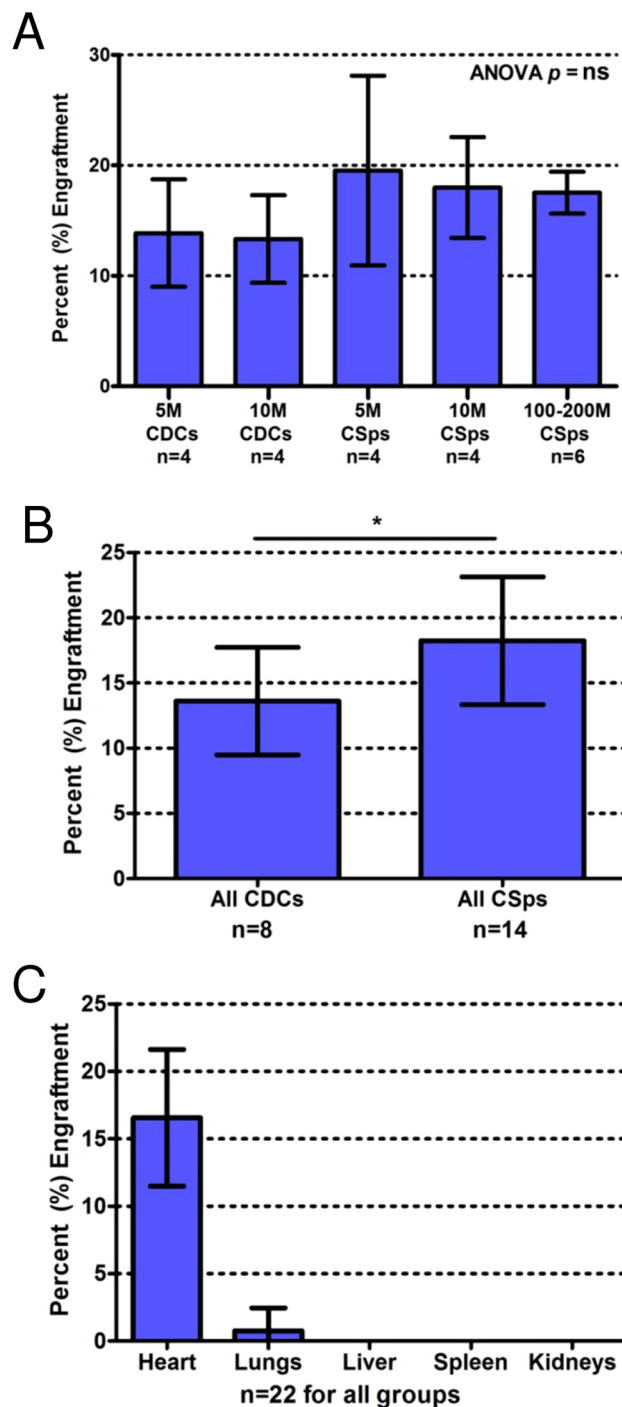 A
Percent (%) Engraftment
30
20
10
0
ANOVA p = ns
5M CDCs n=4
10M CDCs n=4
5M CSps n=4
10M CSps n=4
100-200M CSps n=6
B
Percent (%) Engraftment
25
20
15
10
5
0
*
All CDCs n=8
All CSps n=14
C
Percent (%) Engraftment
25
20
15
10
5
0
Heart Lungs Liver Spleen Kidneys
n=22 for all groups